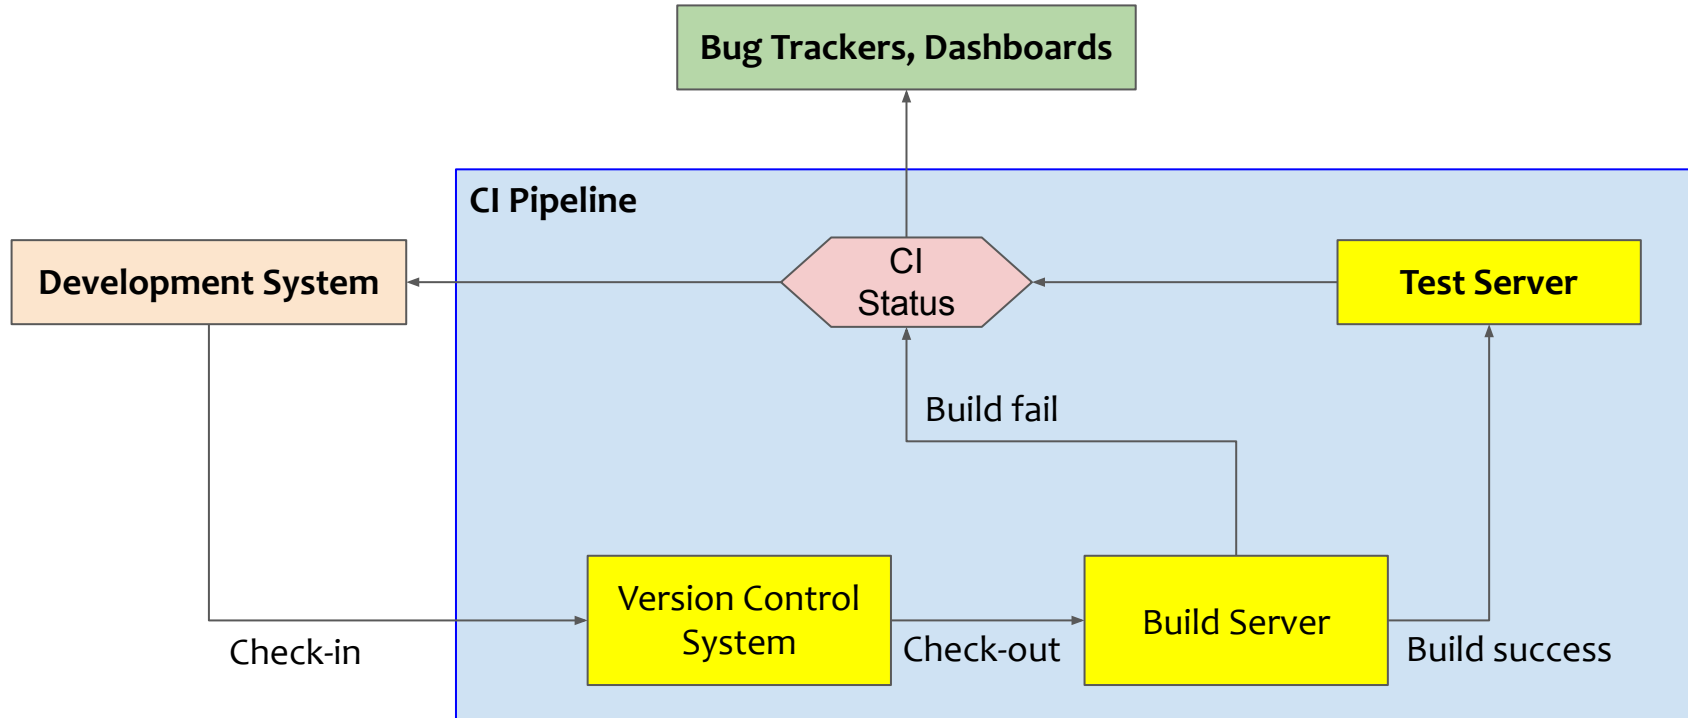 Bug Trackers, Dashboards
CI Pipeline
Development System
CI
Status
Test Server
Build fail
Version Control
System
Build Server
Check-in
Check-out
Build success